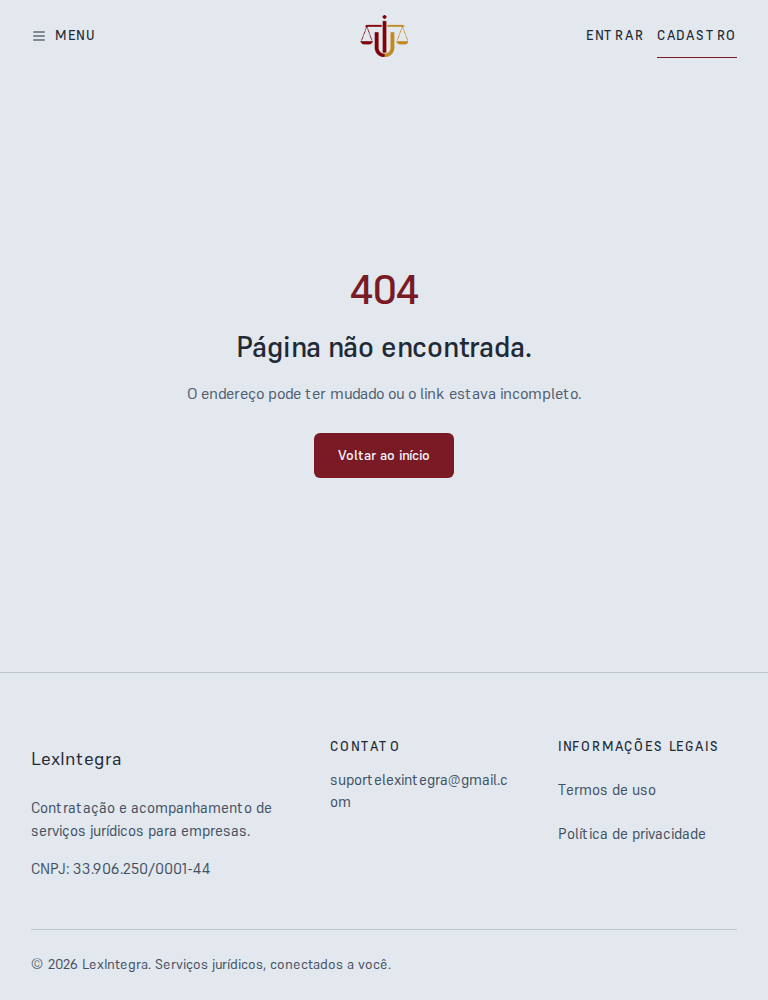 MENU
ENTRAR CADASTRO
404
Página não encontrada.
O endereço pode ter mudado ou o link estava incompleto.
Voltar ao início
LexIntegra
Contratação e acompanhamento de
serviços jurídicos para empresas.
CNPJ: 33.906.250/0001-44
CONTATO
suportelexintegra@gmail.c
om
INFORMAÇÕES LEGAIS
Termos de uso
Política de privacidade
© 2026 LexIntegra. Serviços jurídicos, conectados a você.